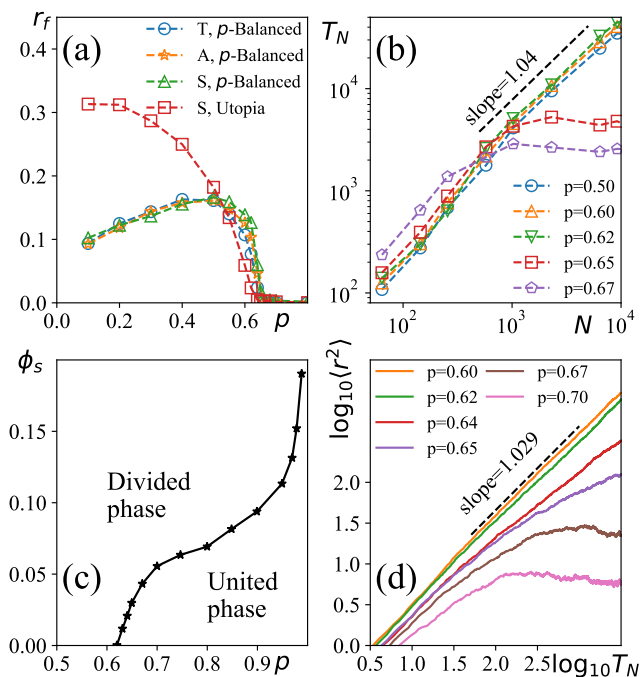 (a)
r_f
T, p-Balanced
A, p-Balanced
S, p-Balanced
S, Utopia
0.4
0.3
0.2
0.1
0.0
0.0 0.2 0.4 0.6 p
(b)
T_N
slope=1.04
10^4
10^3
10^2
p=0.50
p=0.60
p=0.62
p=0.65
p=0.67
10^2 10^3 N 10^4
(c)
ϕ_s
0.15
0.10
0.05
0.00
Divided
phase
United
phase
0.5 0.6 0.7 0.8 0.9 p
(d)
log10⟨r^2⟩
p=0.60
p=0.62
p=0.64
p=0.65
p=0.67
p=0.70
slope=1.029
2.0
1.5
1.0
0.5
0
0.5 1.0 1.5 2.0 2.5 log10T_N